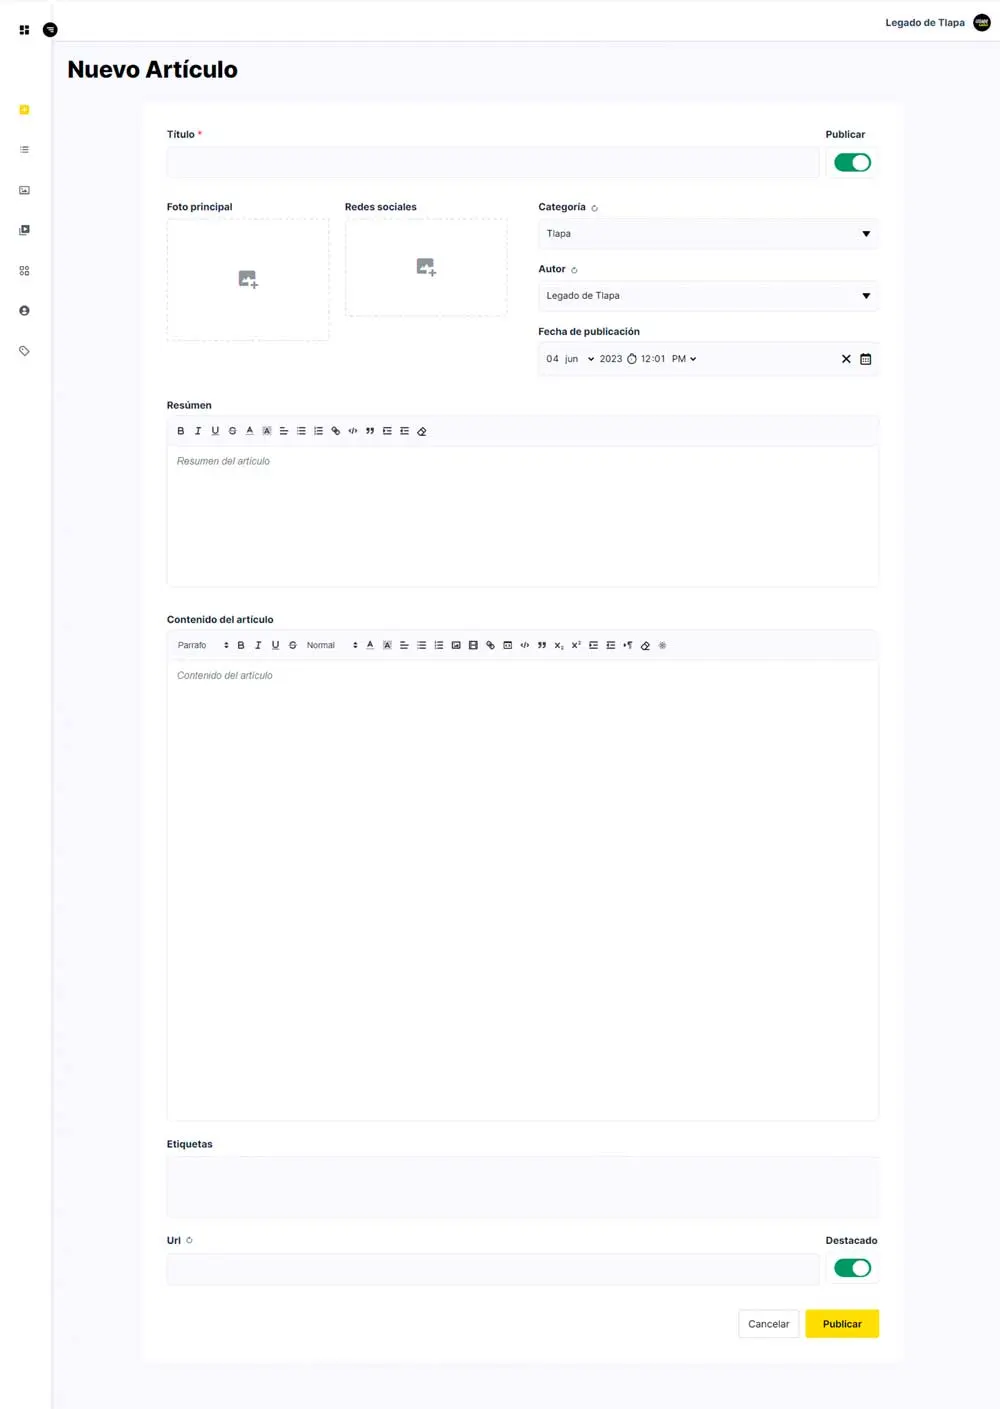 Legado de Tlapa
Nuevo Artículo
Título *
Publicar
Foto principal
Redes sociales
Categoría
Tlapa
Autor
Legado de Tlapa
Fecha de publicación
04 jun 2023 12:01 PM
Resúmen
B I U S A A
Resumen del artículo
Contenido del artículo
Parrafo B I U S Normal A A x₂ x²
Contenido del artículo
Etiquetas
Url
Destacado
Cancelar
Publicar